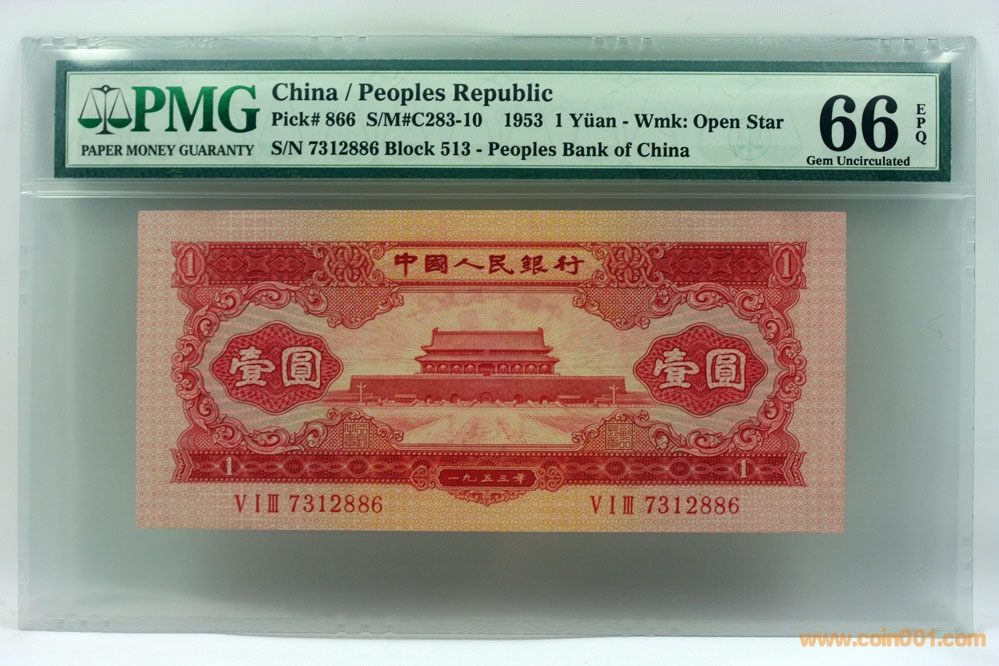 PMG
PAPER MONEY GUARANTY
China / Peoples Republic
Pick# 866 S/M#C283-10 1953 1 Yüan - Wmk: Open Star
S/N 7312886 Block 513 - Peoples Bank of China
66
EPQ
Gem Uncirculated
1 中國人民銀行 1
壹圓 壹圓
1 一九五三年 1
V I III 7312886 V I III 7312886
www.coin001.com